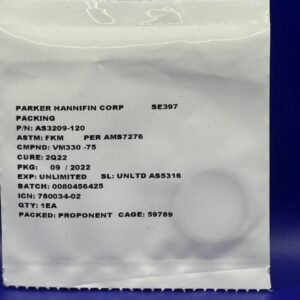 PARKER HANNIFIN CORP SE397
PACKING
P/N: AS3209-120
ASTM: FKM PER AMS7276
CMPND: VM330 -75
CURE: 2Q22
PKG: 09 / 2022
EXP: UNLIMITED SL: UNLTD AS5316
BATCH: 0080456425
ICN: 780034-02
QTY: 1EA
PACKED: PROPONENT CAGE: 59789